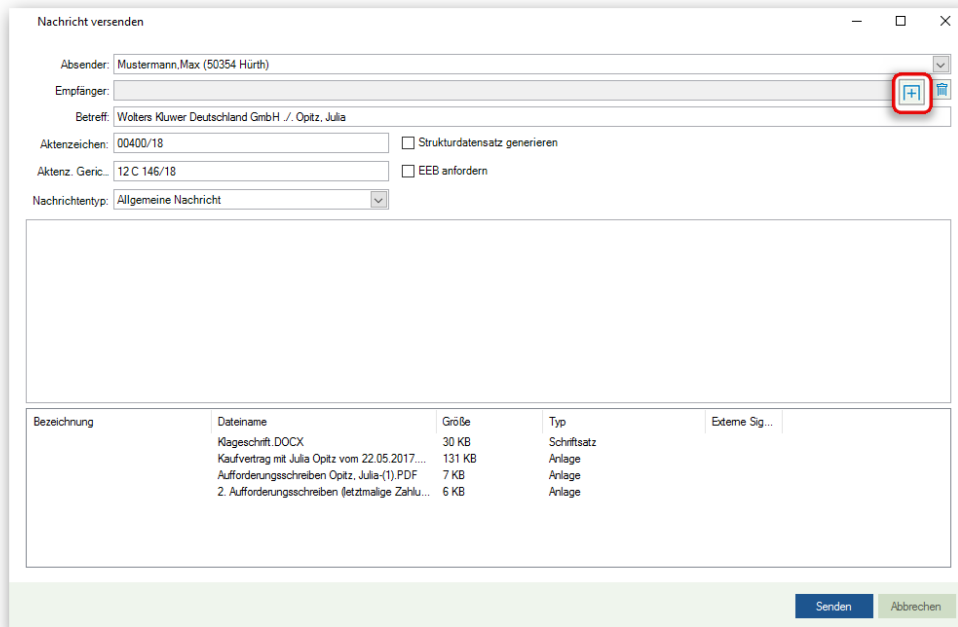 Nachricht versenden
Absender: Mustermann,Max (50354 Hürth)
Empfänger:
Betreff: Wolters Kluwer Deutschland GmbH ./. Opitz, Julia
Aktenzeichen: 00400/18 Strukturdatensatz generieren
Aktenz. Geric... 12 C 146/18 EEB anfordern
Nachrichtentyp: Allgemeine Nachricht
Bezeichnung Dateiname Größe Typ Externe Sig...
Klageschrift.DOCX 30 KB Schriftsatz
Kaufvertrag mit Julia Opitz vom 22.05.2017.... 131 KB Anlage
Aufforderungsschreiben Opitz, Julia-(1).PDF 7 KB Anlage
2. Aufforderungsschreiben (letztmalige Zahlu... 6 KB Anlage
Senden Abbrechen